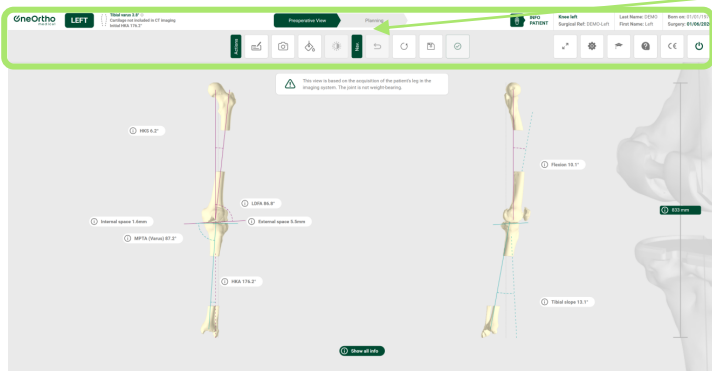 OneOrtho
medical
LEFT
Tibial varus 3.8°
Cartilage not included in CT imaging
Initial HKA 176.2°
Preoperative View
Planning
INFO
PATIENT
Knee left
Surgical Ref: DEMO-Left
Last Name: DEMO
First Name: Left
Born on: 01/01/197
Surgery: 01/06/202
Actions
Nav.
CE
This view is based on the acquisition of the patient's leg in the
imaging system. The joint is not weight-bearing.
HKS 6.2°
Flexion 10.1°
LDFA 86.8°
Internal space 1.6mm
External space 5.5mm
833 mm
MPTA (Varus) 87.2°
HKA 176.2°
Tibial slope 13.1°
Show all info